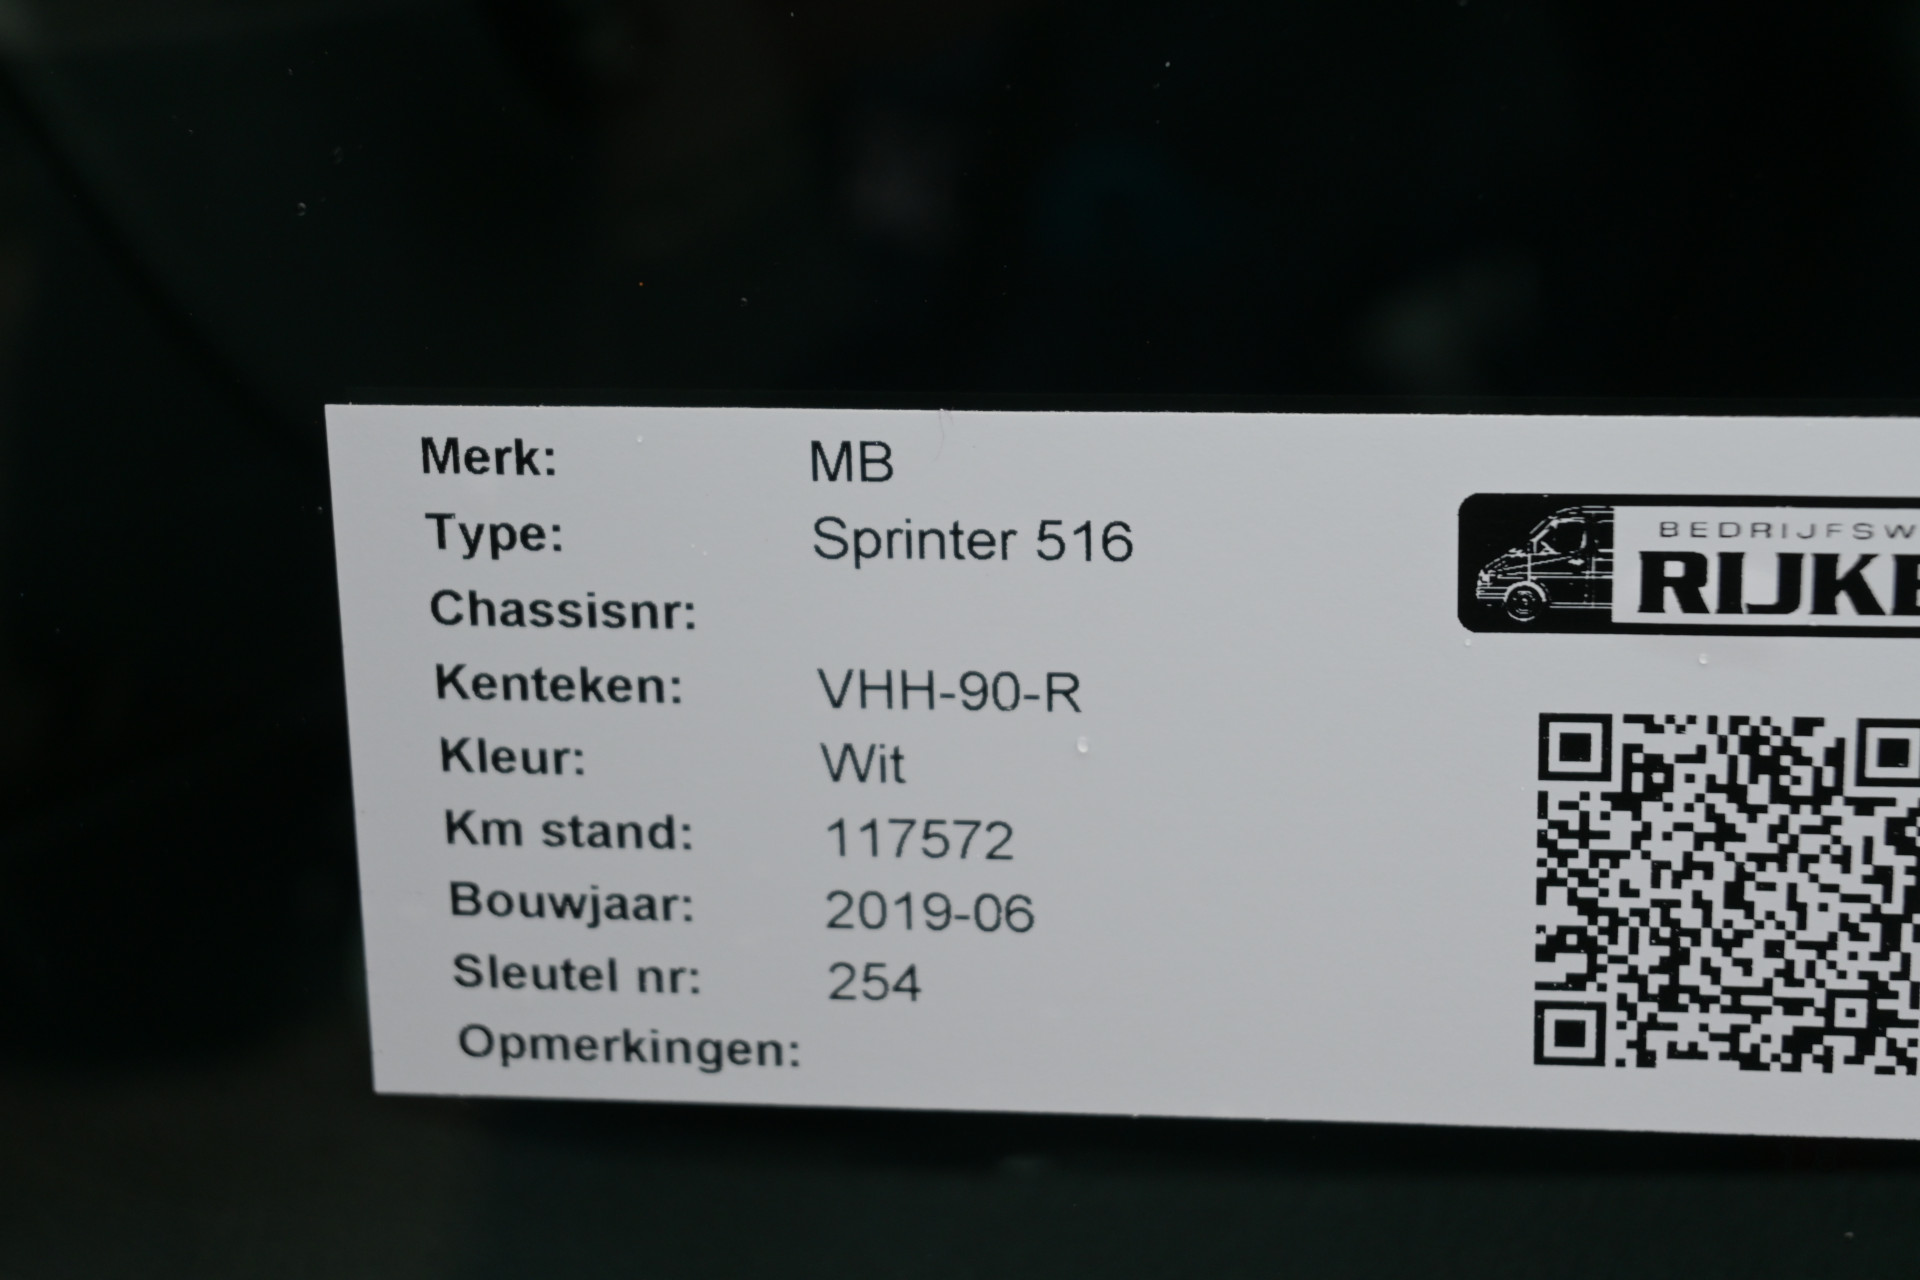 Merk: MB
Type: Sprinter 516
Chassisnr:
Kenteken: VHH-90-R
Kleur: Wit
Km stand: 117572
Bouwjaar: 2019-06
Sleutel nr: 254
Opmerkingen:
BEDRIJFSW
RIJKE